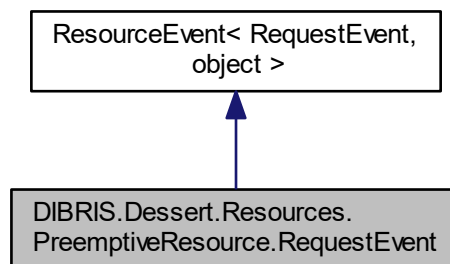 ResourceEvent< RequestEvent,
object >
DIBRIS.Dessert.Resources.
PreemptiveResource.RequestEvent